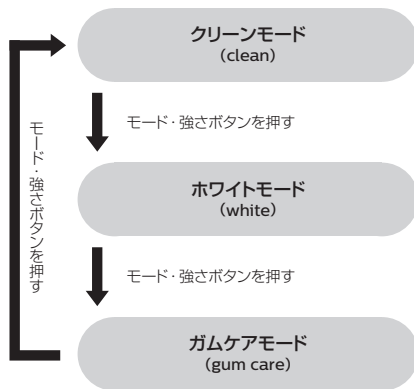 クリーンモード
(clean)
モード・強さボタンを押す
ホワイトモード
(white)
モード・強さボタンを押す
モード・強さボタンを押す
ガムケアモード
(gum care)